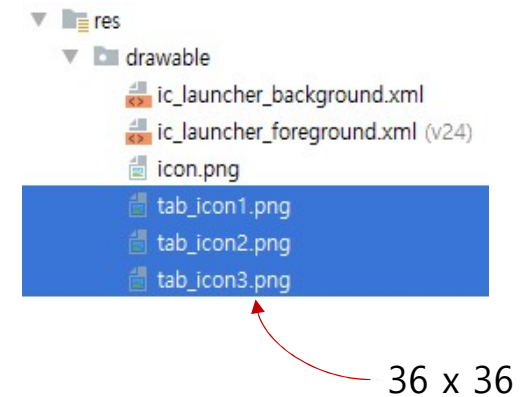 res
drawable
ic_launcher_background.xml
ic_launcher_foreground.xml (v24)
icon.png
tab_icon1.png
tab_icon2.png
tab_icon3.png
36 x 36